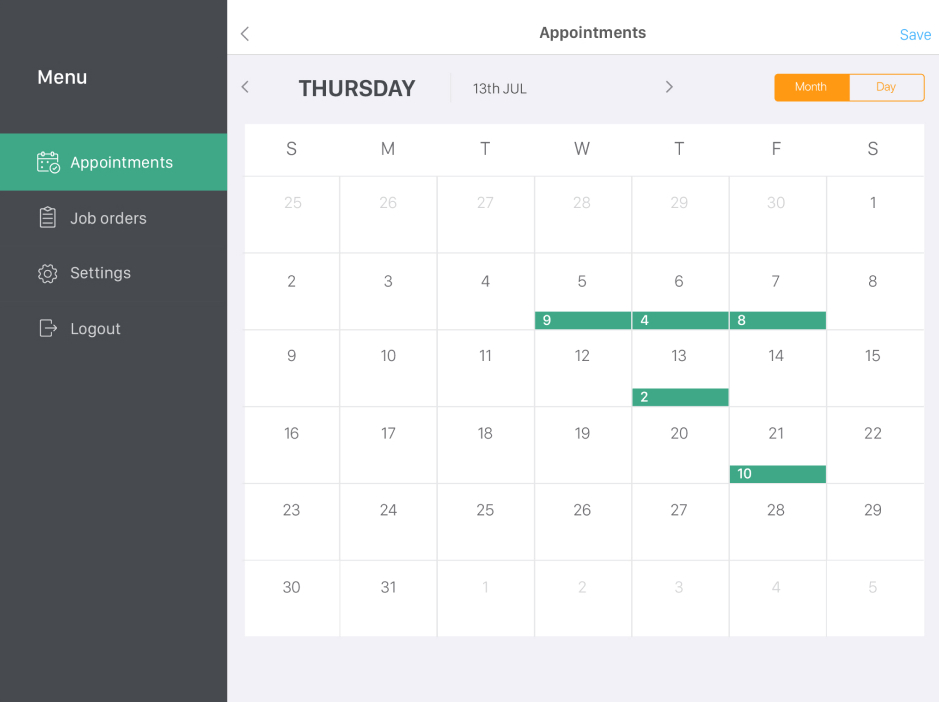 Appointments
Save
Menu
THURSDAY
13th JUL
Month
Day
Appointments
Job orders
Settings
Logout
S M T W T F S
25 26 27 28 29 30 1
2 3 4 5 6 7 8
9 4 8
9 10 11 12 13 14 15
2
16 17 18 19 20 21 22
10
23 24 25 26 27 28 29
30 31 1 2 3 4 5